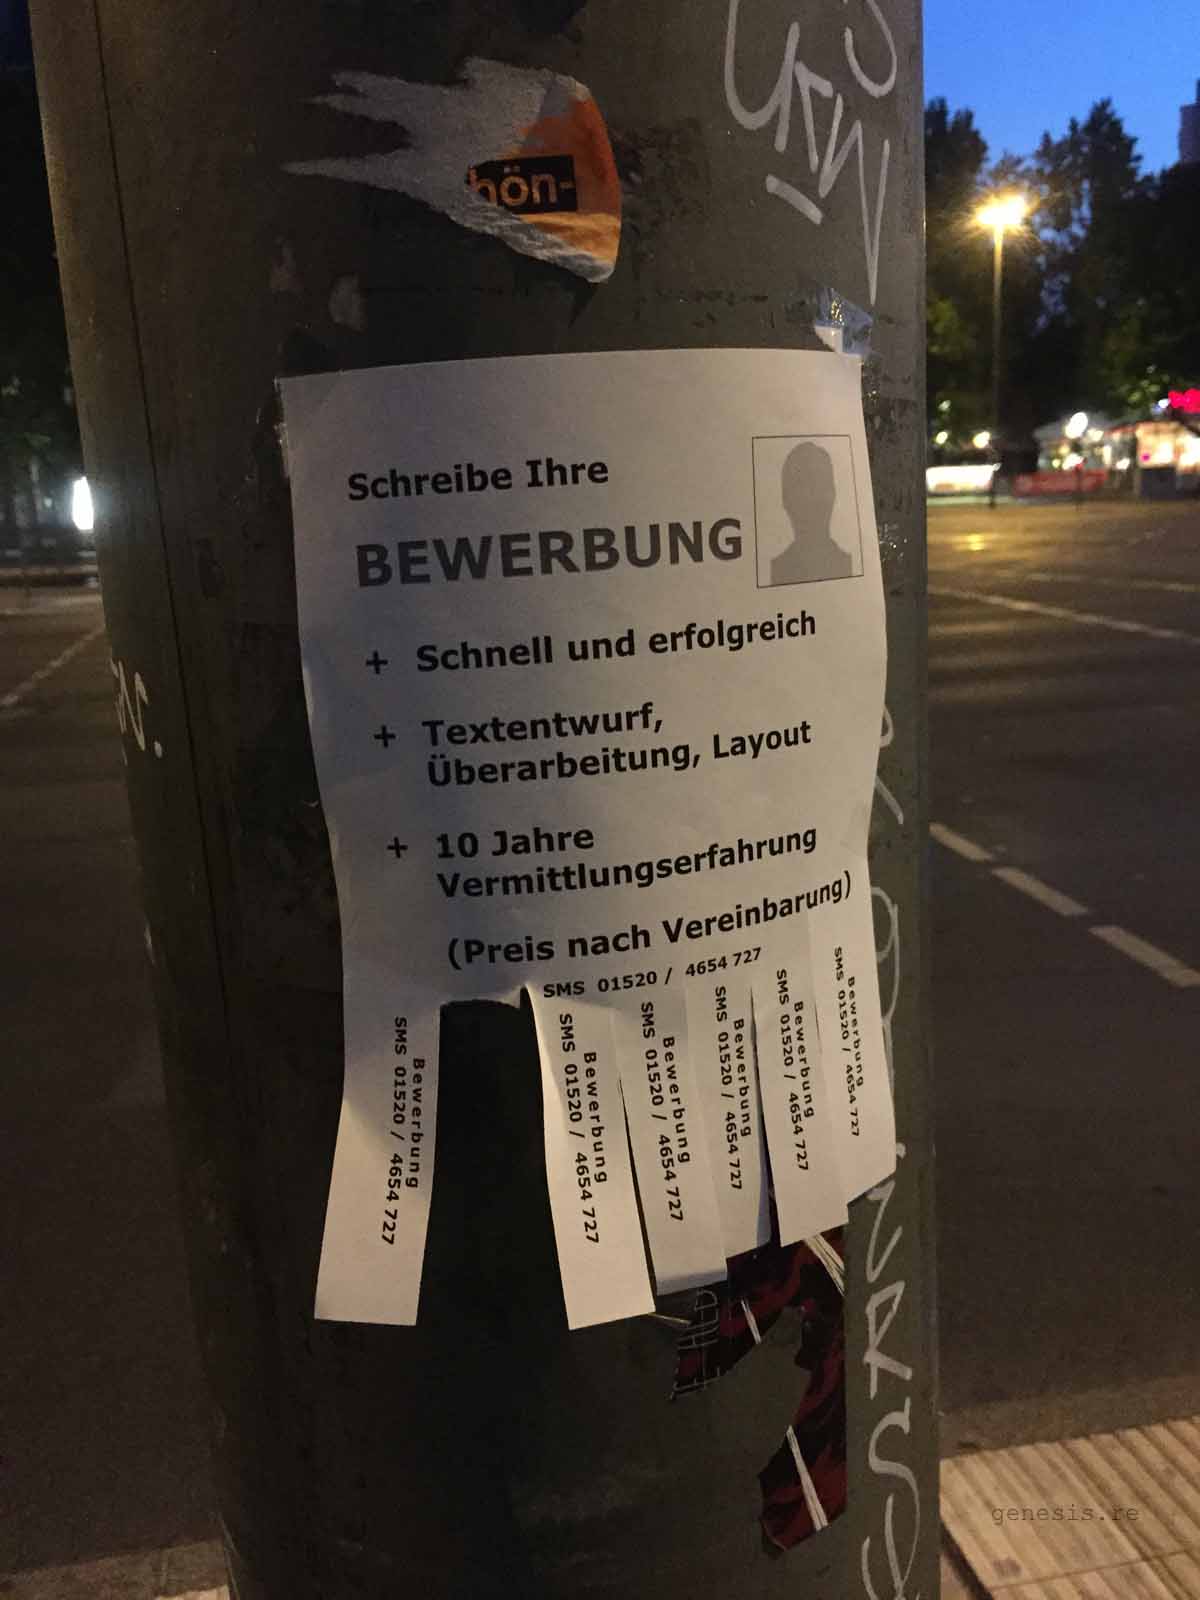 hön-
Schreibe Ihre
BEWERBUNG
+ Schnell und erfolgreich
+ Textentwurf,
Überarbeitung, Layout
+ 10 Jahre
Vermittlungserfahrung
(Preis nach Vereinbarung)
SMS 01520 / 4654 727
Bewerbung
SMS 01520 / 4654 727
Bewerbung
SMS 01520 / 4654 727
Bewerbung
SMS 01520 / 4654 727
Bewerbung
SMS 01520 / 4654 727
Bewerbung
SMS 01520 / 4654 727
Bewerbung
SMS 01520 / 4654 727
genesis.re